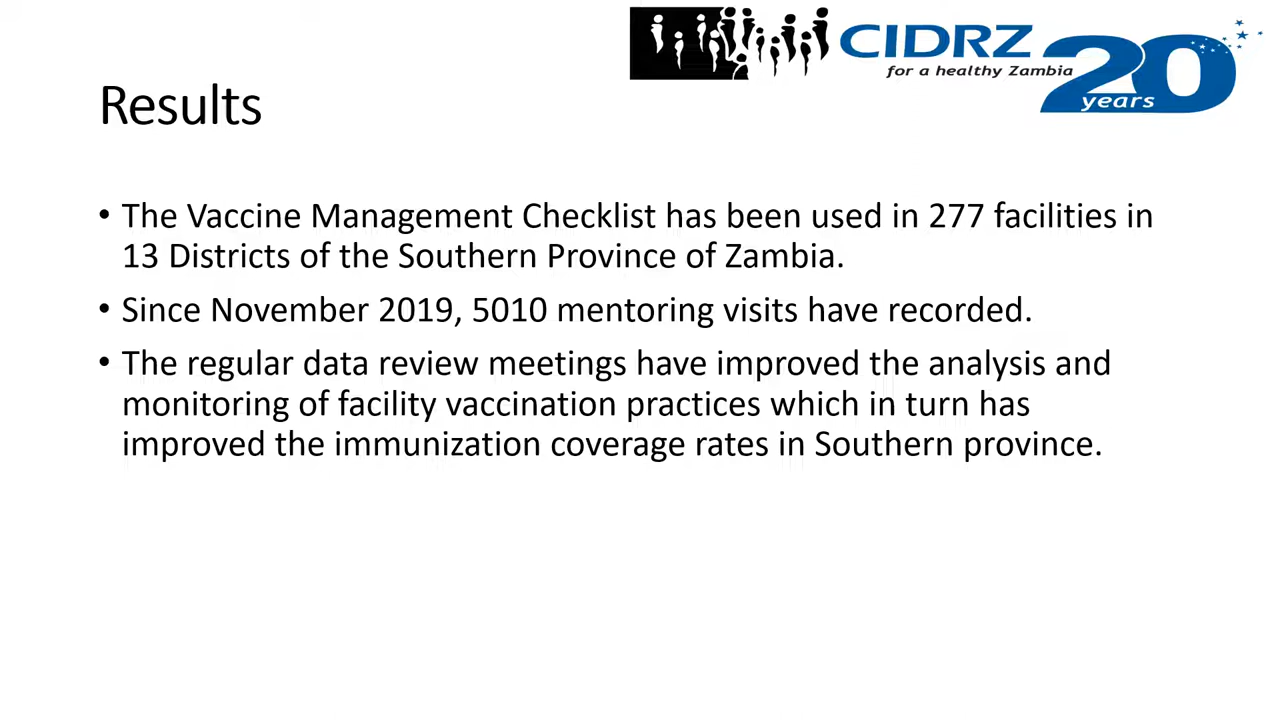 CIDRZ
for a healthy Zambia
20
years
Results
• The Vaccine Management Checklist has been used in 277 facilities in
13 Districts of the Southern Province of Zambia.
• Since November 2019, 5010 mentoring visits have recorded.
• The regular data review meetings have improved the analysis and
monitoring of facility vaccination practices which in turn has
improved the immunization coverage rates in Southern province.